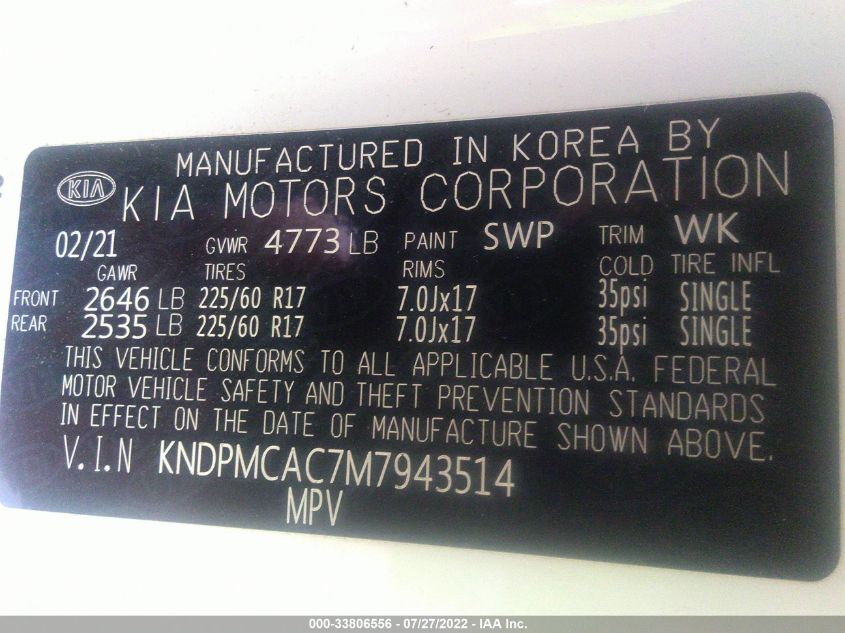 MANUFACTURED IN KOREA BY
KIA KIA MOTORS CORPORATION
02/21 GVWR 4773 LB PAINT SWP TRIM WK
GAWR TIRES RIMS COLD TIRE INFL
FRONT 2646 LB 225/60 R17 7.0Jx17 35psi SINGLE
REAR 2535 LB 225/60 R17 7.0Jx17 35psi SINGLE
THIS VEHICLE CONFORMS TO ALL APPLICABLE U.S.A. FEDERAL
MOTOR VEHICLE SAFETY AND THEFT PREVENTION STANDARDS
IN EFFECT ON THE DATE OF MANUFACTURE SHOWN ABOVE.
V.I.N KNDPMCAC7M7943514
MPV
000-33806556 - 07/27/2022 - IAA Inc.